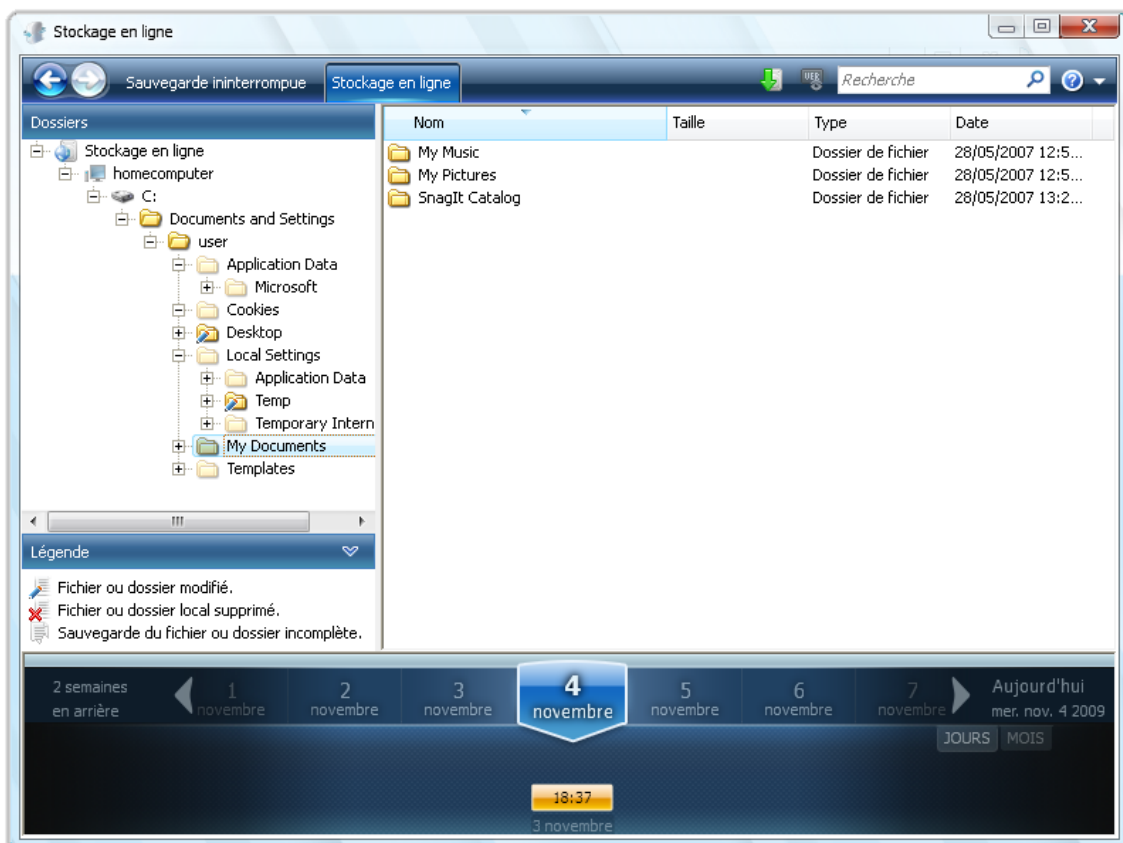 Stockage en ligne
Sauvegarde ininterrompue Stockage en ligne VER Recherche ?
Dossiers
Stockage en ligne
homecomputer
C:
Documents and Settings
user
Application Data
Microsoft
Cookies
Desktop
Local Settings
Application Data
Temp
Temporary Intern
My Documents
Templates
Nom Taille Type Date
My Music Dossier de fichier 28/05/2007 12:5...
My Pictures Dossier de fichier 28/05/2007 12:5...
SnagIt Catalog Dossier de fichier 28/05/2007 13:2...
Légende
Fichier ou dossier modifié.
Fichier ou dossier local supprimé.
Sauvegarde du fichier ou dossier incomplète.
2 semaines
en arrière
1
novembre
2
novembre
3
novembre
4
novembre
5
novembre
6
novembre
7
novembre
Aujourd'hui
mer. nov. 4 2009
JOURS MOIS
18:37
3 novembre